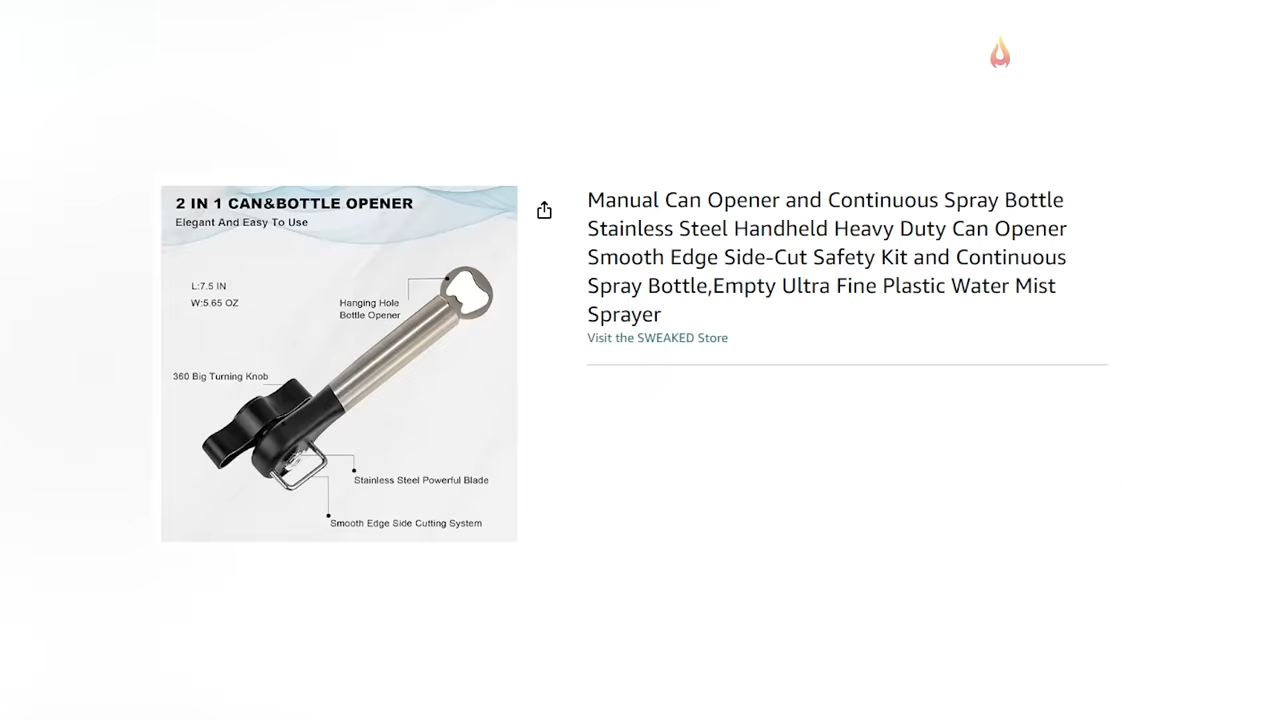 2 IN 1 CAN&BOTTLE OPENER
Elegant And Easy To Use
L:7.5 IN
W:5.65 OZ
Hanging Hole
Bottle Opener
360 Big Turning Knob
Stainless Steel Powerful Blade
Smooth Edge Side Cutting System
Manual Can Opener and Continuous Spray Bottle
Stainless Steel Handheld Heavy Duty Can Opener
Smooth Edge Side-Cut Safety Kit and Continuous
Spray Bottle,Empty Ultra Fine Plastic Water Mist
Sprayer
Visit the SWEAKED Store